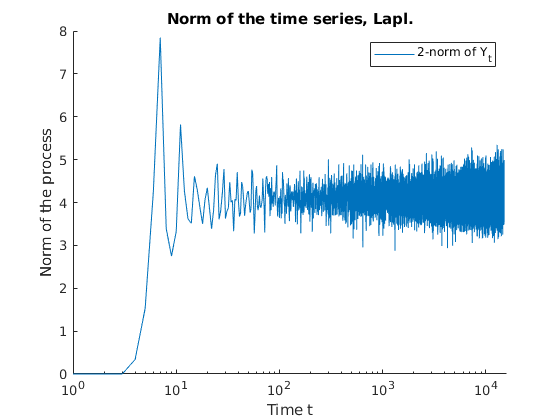 Norm of the time series, Lapl.
2-norm of Y_t
Norm of the process
8
7
6
5
4
3
2
1
0
10^0 10^1 10^2 10^3 10^4
Time t